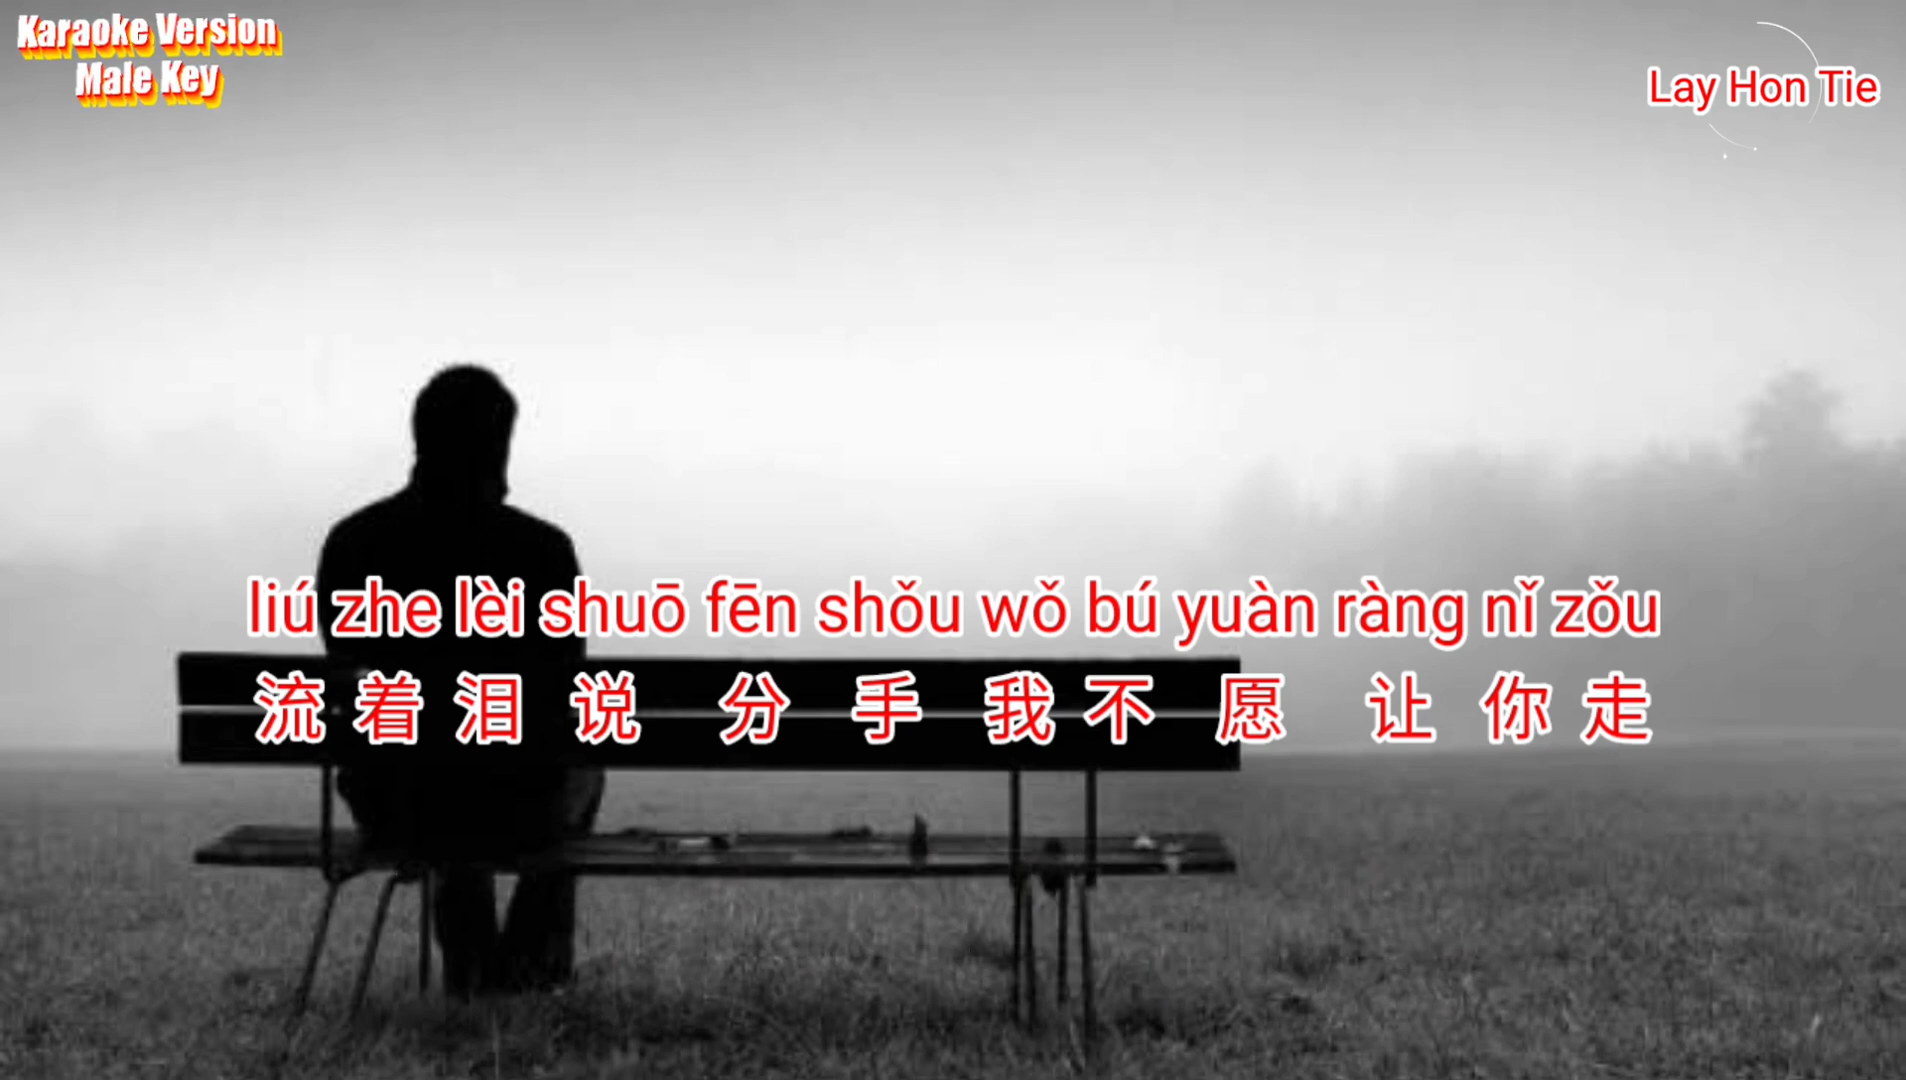 Karaoke Version
Male Key
Lay Hon Tie
liú zhe lèi shuō fēn shǒu wǒ bú yuàn ràng nǐ zǒu
流着泪说分手我不愿让你走